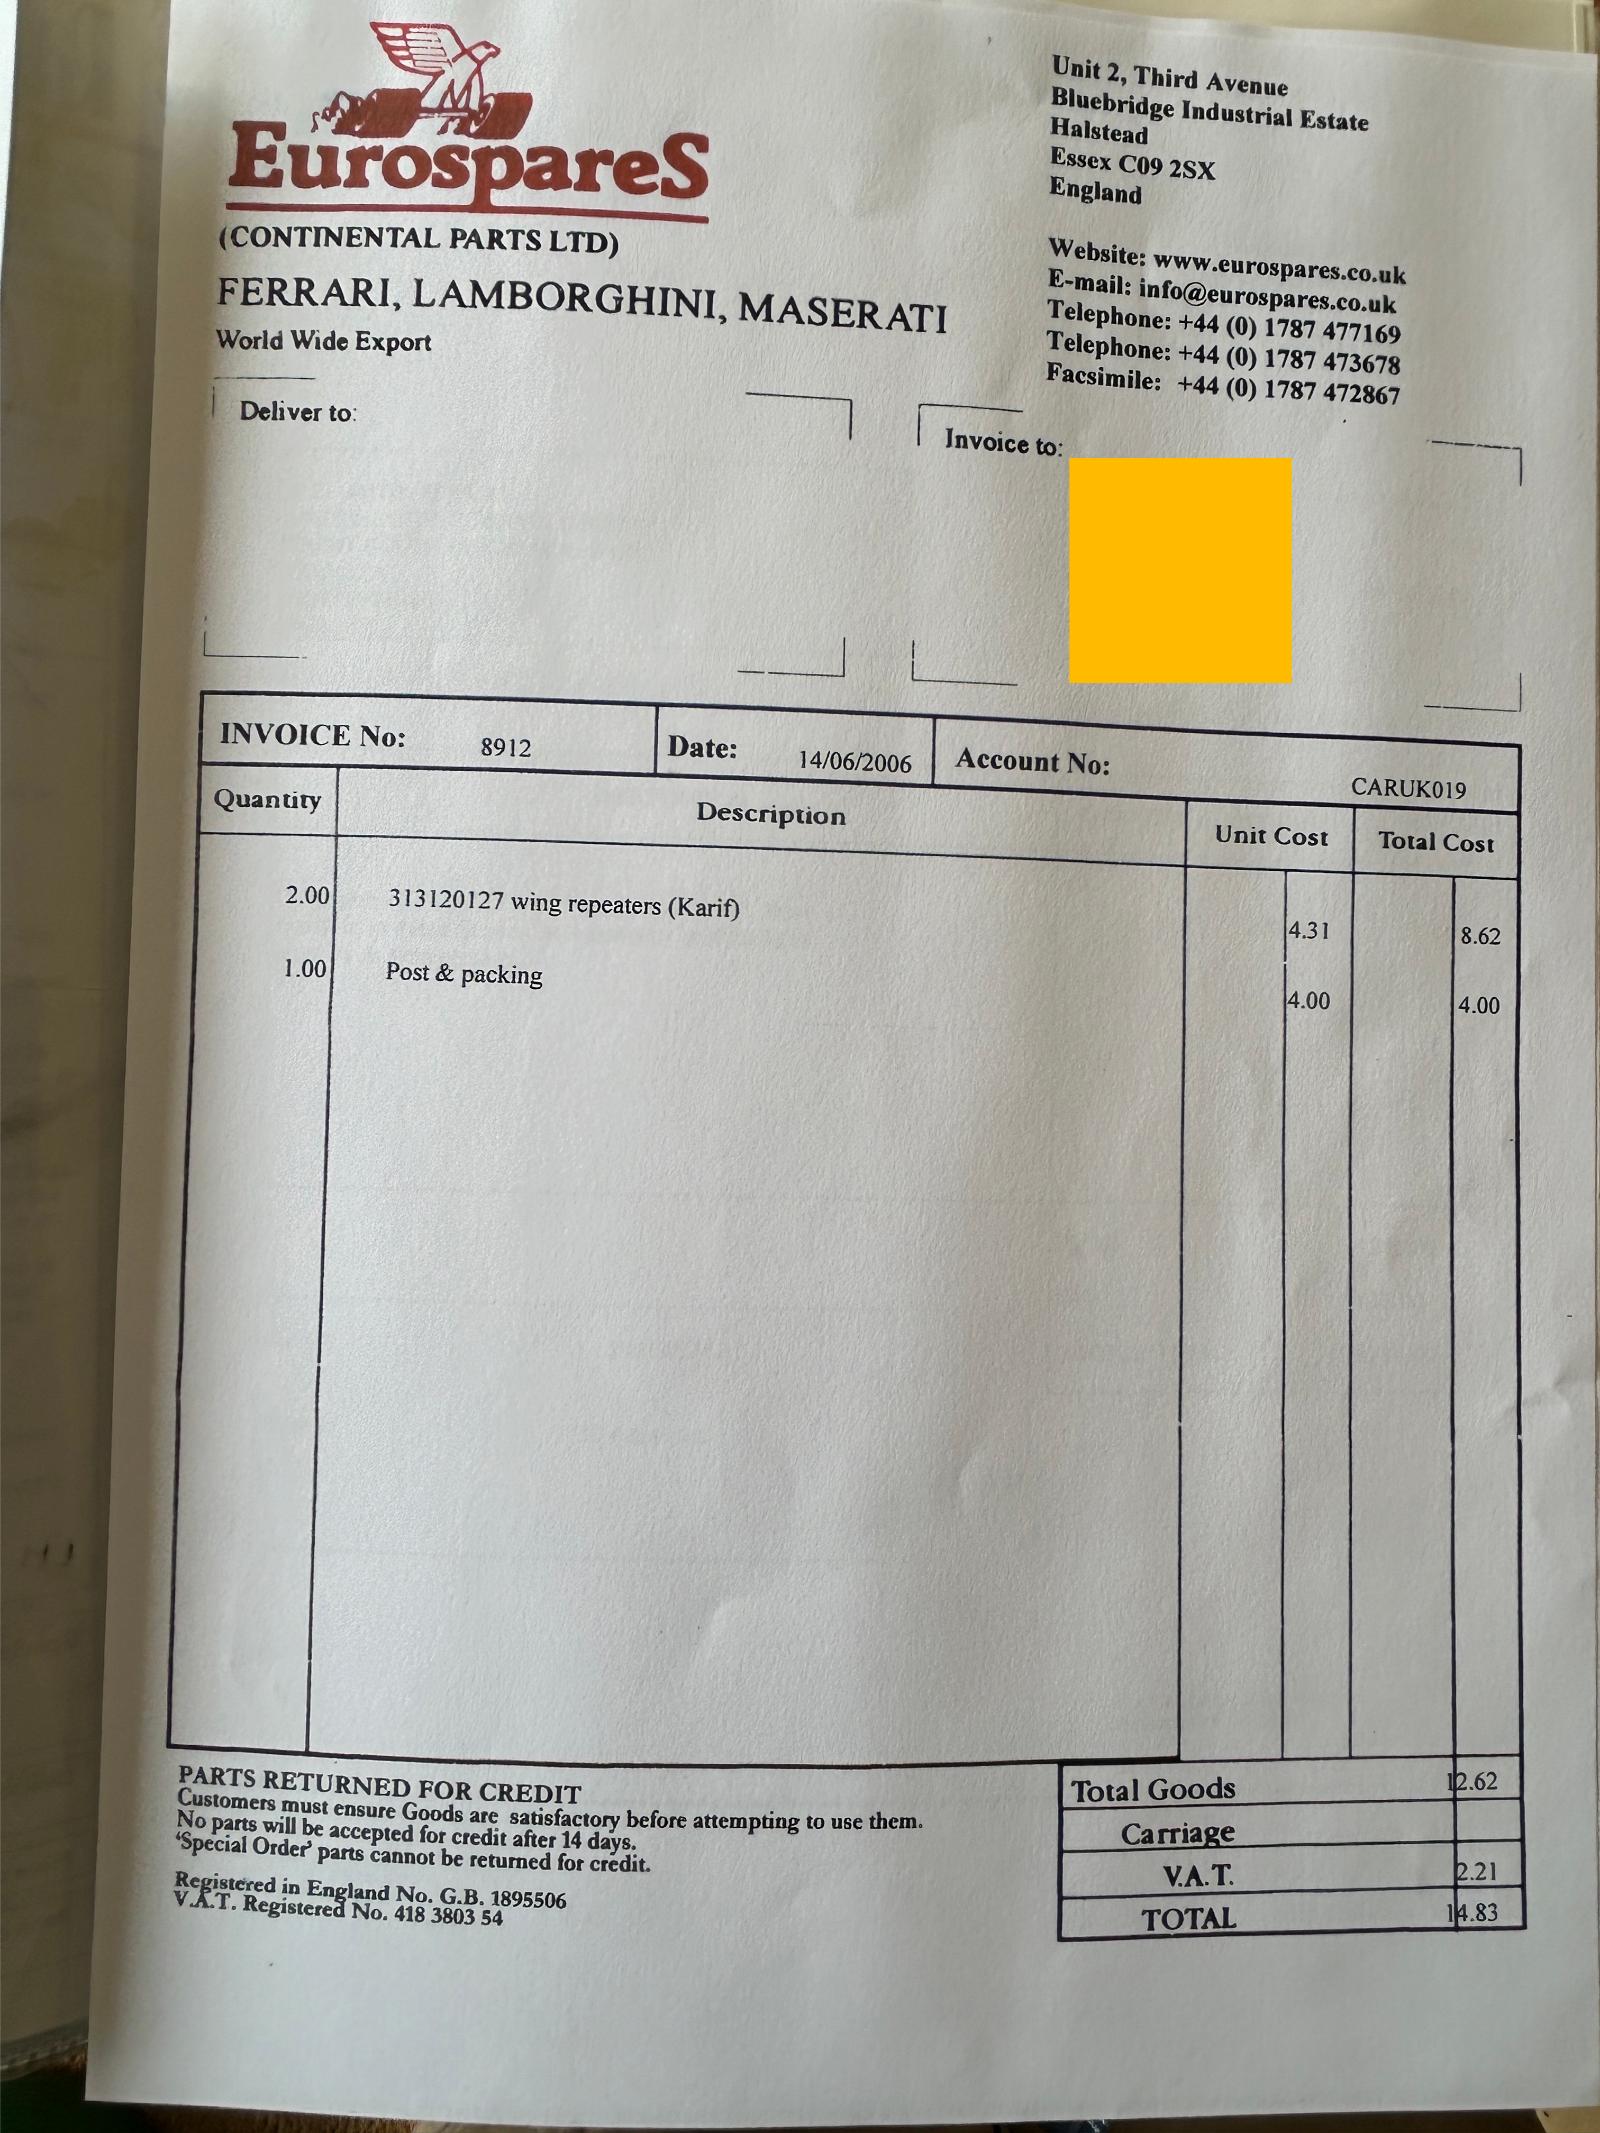 EurospareS
(CONTINENTAL PARTS LTD)
FERRARI, LAMBORGHINI, MASERATI
World Wide Export
Unit 2, Third Avenue
Bluebridge Industrial Estate
Halstead
Essex C09 2SX
England
Website: www.eurospares.co.uk
E-mail: info@eurospares.co.uk
Telephone: +44 (0) 1787 477169
Telephone: +44 (0) 1787 473678
Facsimile: +44 (0) 1787 472867
Deliver to:
Invoice to:
INVOICE No: 8912 Date: 14/06/2006 Account No: CARUK019
Quantity Description Unit Cost Total Cost
2.00 313120127 wing repeaters (Karif) 4.31 8.62
1.00 Post & packing 4.00 4.00
PARTS RETURNED FOR CREDIT
Customers must ensure Goods are satisfactory before attempting to use them.
No parts will be accepted for credit after 14 days.
'Special Order' parts cannot be returned for credit.
Registered in England No. G.B. 1895506
V.A.T. Registered No. 418 3803 54
Total Goods 12.62
Carriage
V.A.T. 2.21
TOTAL 14.83